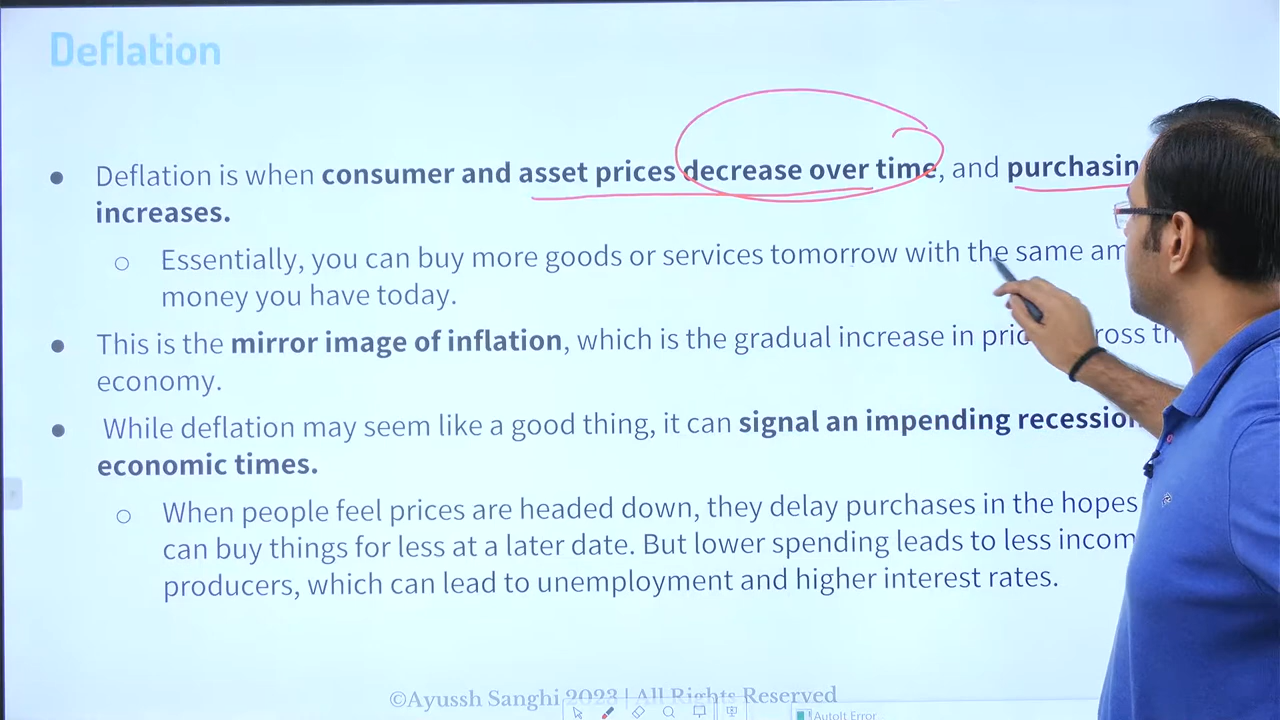 Deflation
● Deflation is when consumer and asset prices decrease over time, and
increases.
○ Essentially, you can buy more goods or services tomorrow with the same
money you have today.
● This is the mirror image of inflation, which is the gradual increase in
economy.
● While deflation may seem like a good thing, it can signal an impending recession
economic times.
○ When people feel prices are headed down, they delay purchases in the hopes
can buy things for less at a later date. But lower spending leads to less
producers, which can lead to unemployment and higher interest rates.
©Ayussh Sanghi 2023 | All Rights Reserved
AutoIt Error